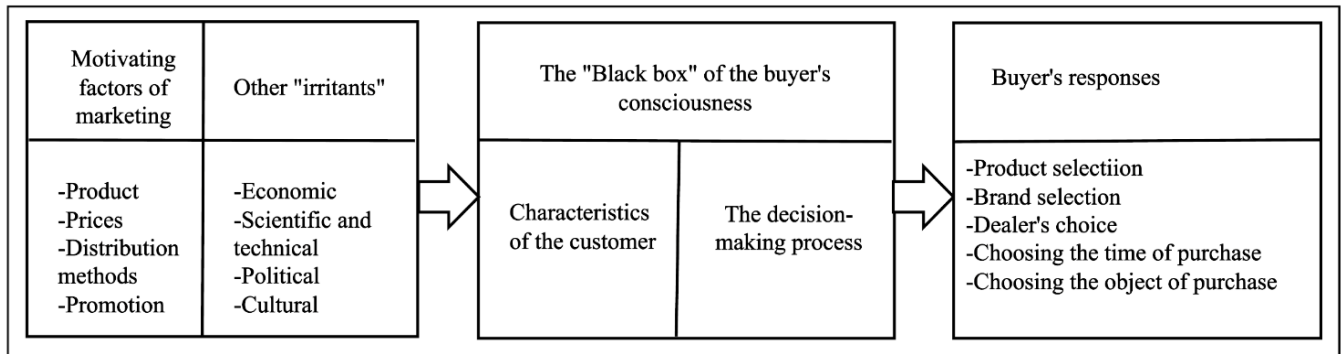 Motivating
factors of
marketing
Other "irritants"
-Product
-Prices
-Distribution
methods
-Promotion
-Economic
-Scientific and
technical
-Political
-Cultural
The "Black box" of the buyer's
consciousness
Characteristics
of the customer
The decision-
making process
Buyer's responses
-Product selectiion
-Brand selection
-Dealer's choice
-Choosing the time of purchase
-Choosing the object of purchase